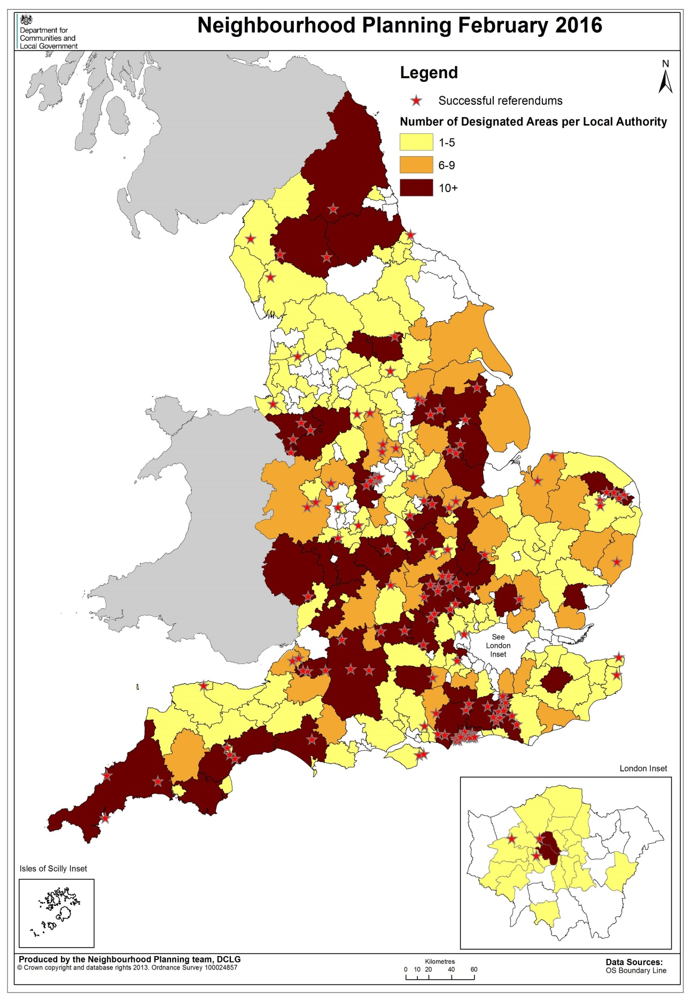 Department for
Communities and
Local Government
Neighbourhood Planning February 2016
N
Legend
Successful referendums
Number of Designated Areas per Local Authority
1-5
6-9
10+
See
London
Inset
London Inset
Isles of Scilly Inset
Produced by the Neighbourhood Planning team, DCLG
© Crown copyright and database rights 2013. Ordnance Survey 100024857
Kilometres
0 10 20 40 60
Data Sources:
OS Boundary Line